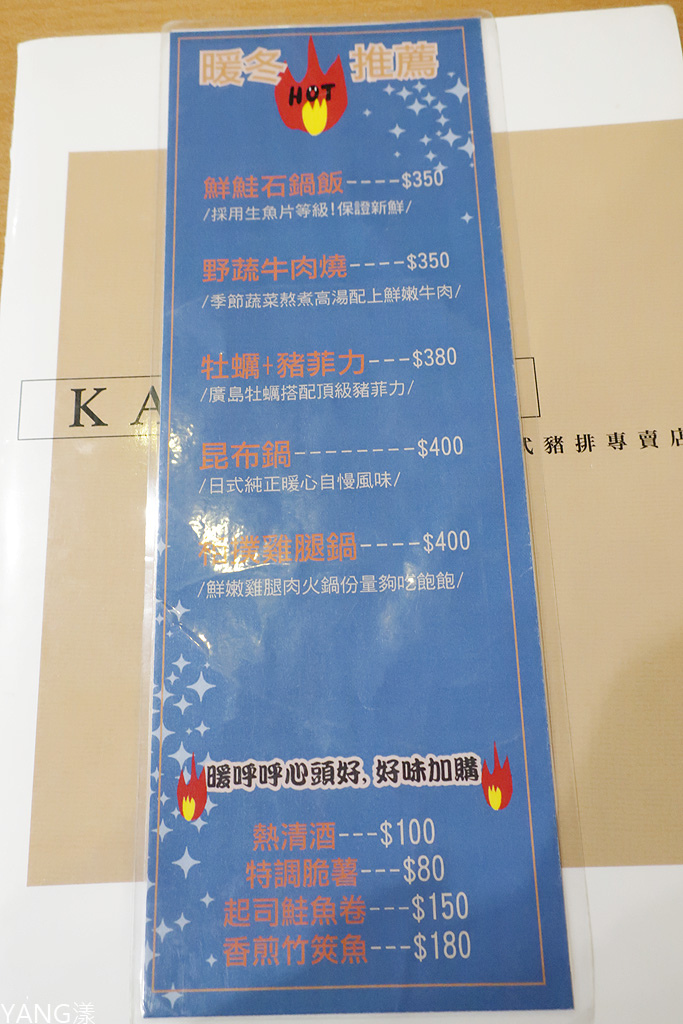 暖冬 推薦
HOT
鮮鮭石鍋飯----$350
/採用生魚片等級!保證新鮮/
野蔬牛肉燒----$350
/季節蔬菜熬煮高湯配上鮮嫩牛肉/
牡蠣+豬菲力---$380
/廣島牡蠣搭配頂級豬菲力/
KA
式豬排專賣店
昆布鍋--------$400
/日式純正暖心自慢風味/
相撲雞腿鍋----$400
/鮮嫩雞腿肉火鍋份量夠吃飽飽/
暖呼呼心頭好,好味加購
熱清酒---$100
特調脆薯---$80
起司鮭魚卷---$150
香煎竹筴魚---$180
YANG漾